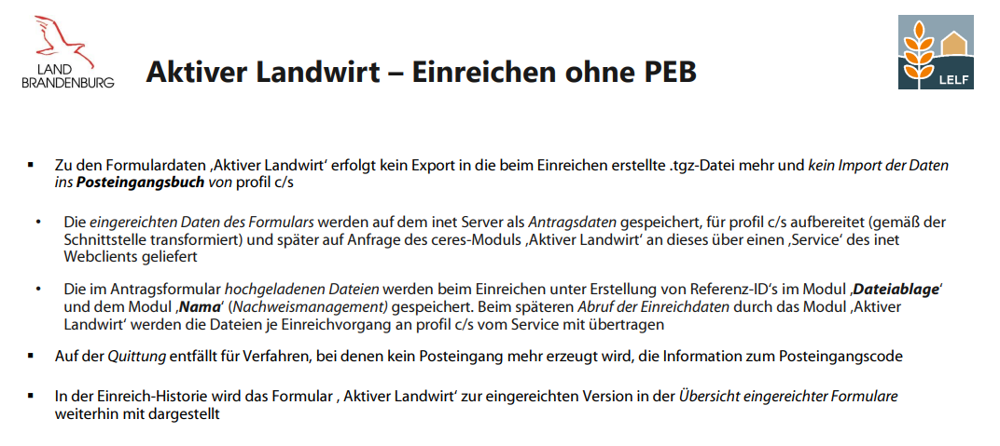 LAND
BRANDENBURG
Aktiver Landwirt – Einreichen ohne PEB
LELF
▪ Zu den Formulardaten ‚Aktiver Landwirt‘ erfolgt kein Export in die beim Einreichen erstellte .tgz-Datei mehr und kein Import der Daten
ins Posteingangsbuch von profil c/s
• Die eingereichten Daten des Formulars werden auf dem inet Server als Antragsdaten gespeichert, für profil c/s aufbereitet (gemäß der
Schnittstelle transformiert) und später auf Anfrage des ceres-Moduls ‚Aktiver Landwirt‘ an dieses über einen ‚Service‘ des inet
Webclients geliefert
• Die im Antragsformular hochgeladenen Dateien werden beim Einreichen unter Erstellung von Referenz-ID‘s im Modul ‚Dateiablage‘
und dem Modul ‚Nama‘ (Nachweismanagement) gespeichert. Beim späteren Abruf der Einreichdaten durch das Modul ‚Aktiver
Landwirt‘ werden die Dateien je Einreichvorgang an profil c/s vom Service mit übertragen
▪ Auf der Quittung entfällt für Verfahren, bei denen kein Posteingang mehr erzeugt wird, die Information zum Posteingangscode
▪ In der Einreich-Historie wird das Formular ‚ Aktiver Landwirt‘ zur eingereichten Version in der Übersicht eingereichter Formulare
weiterhin mit dargestellt